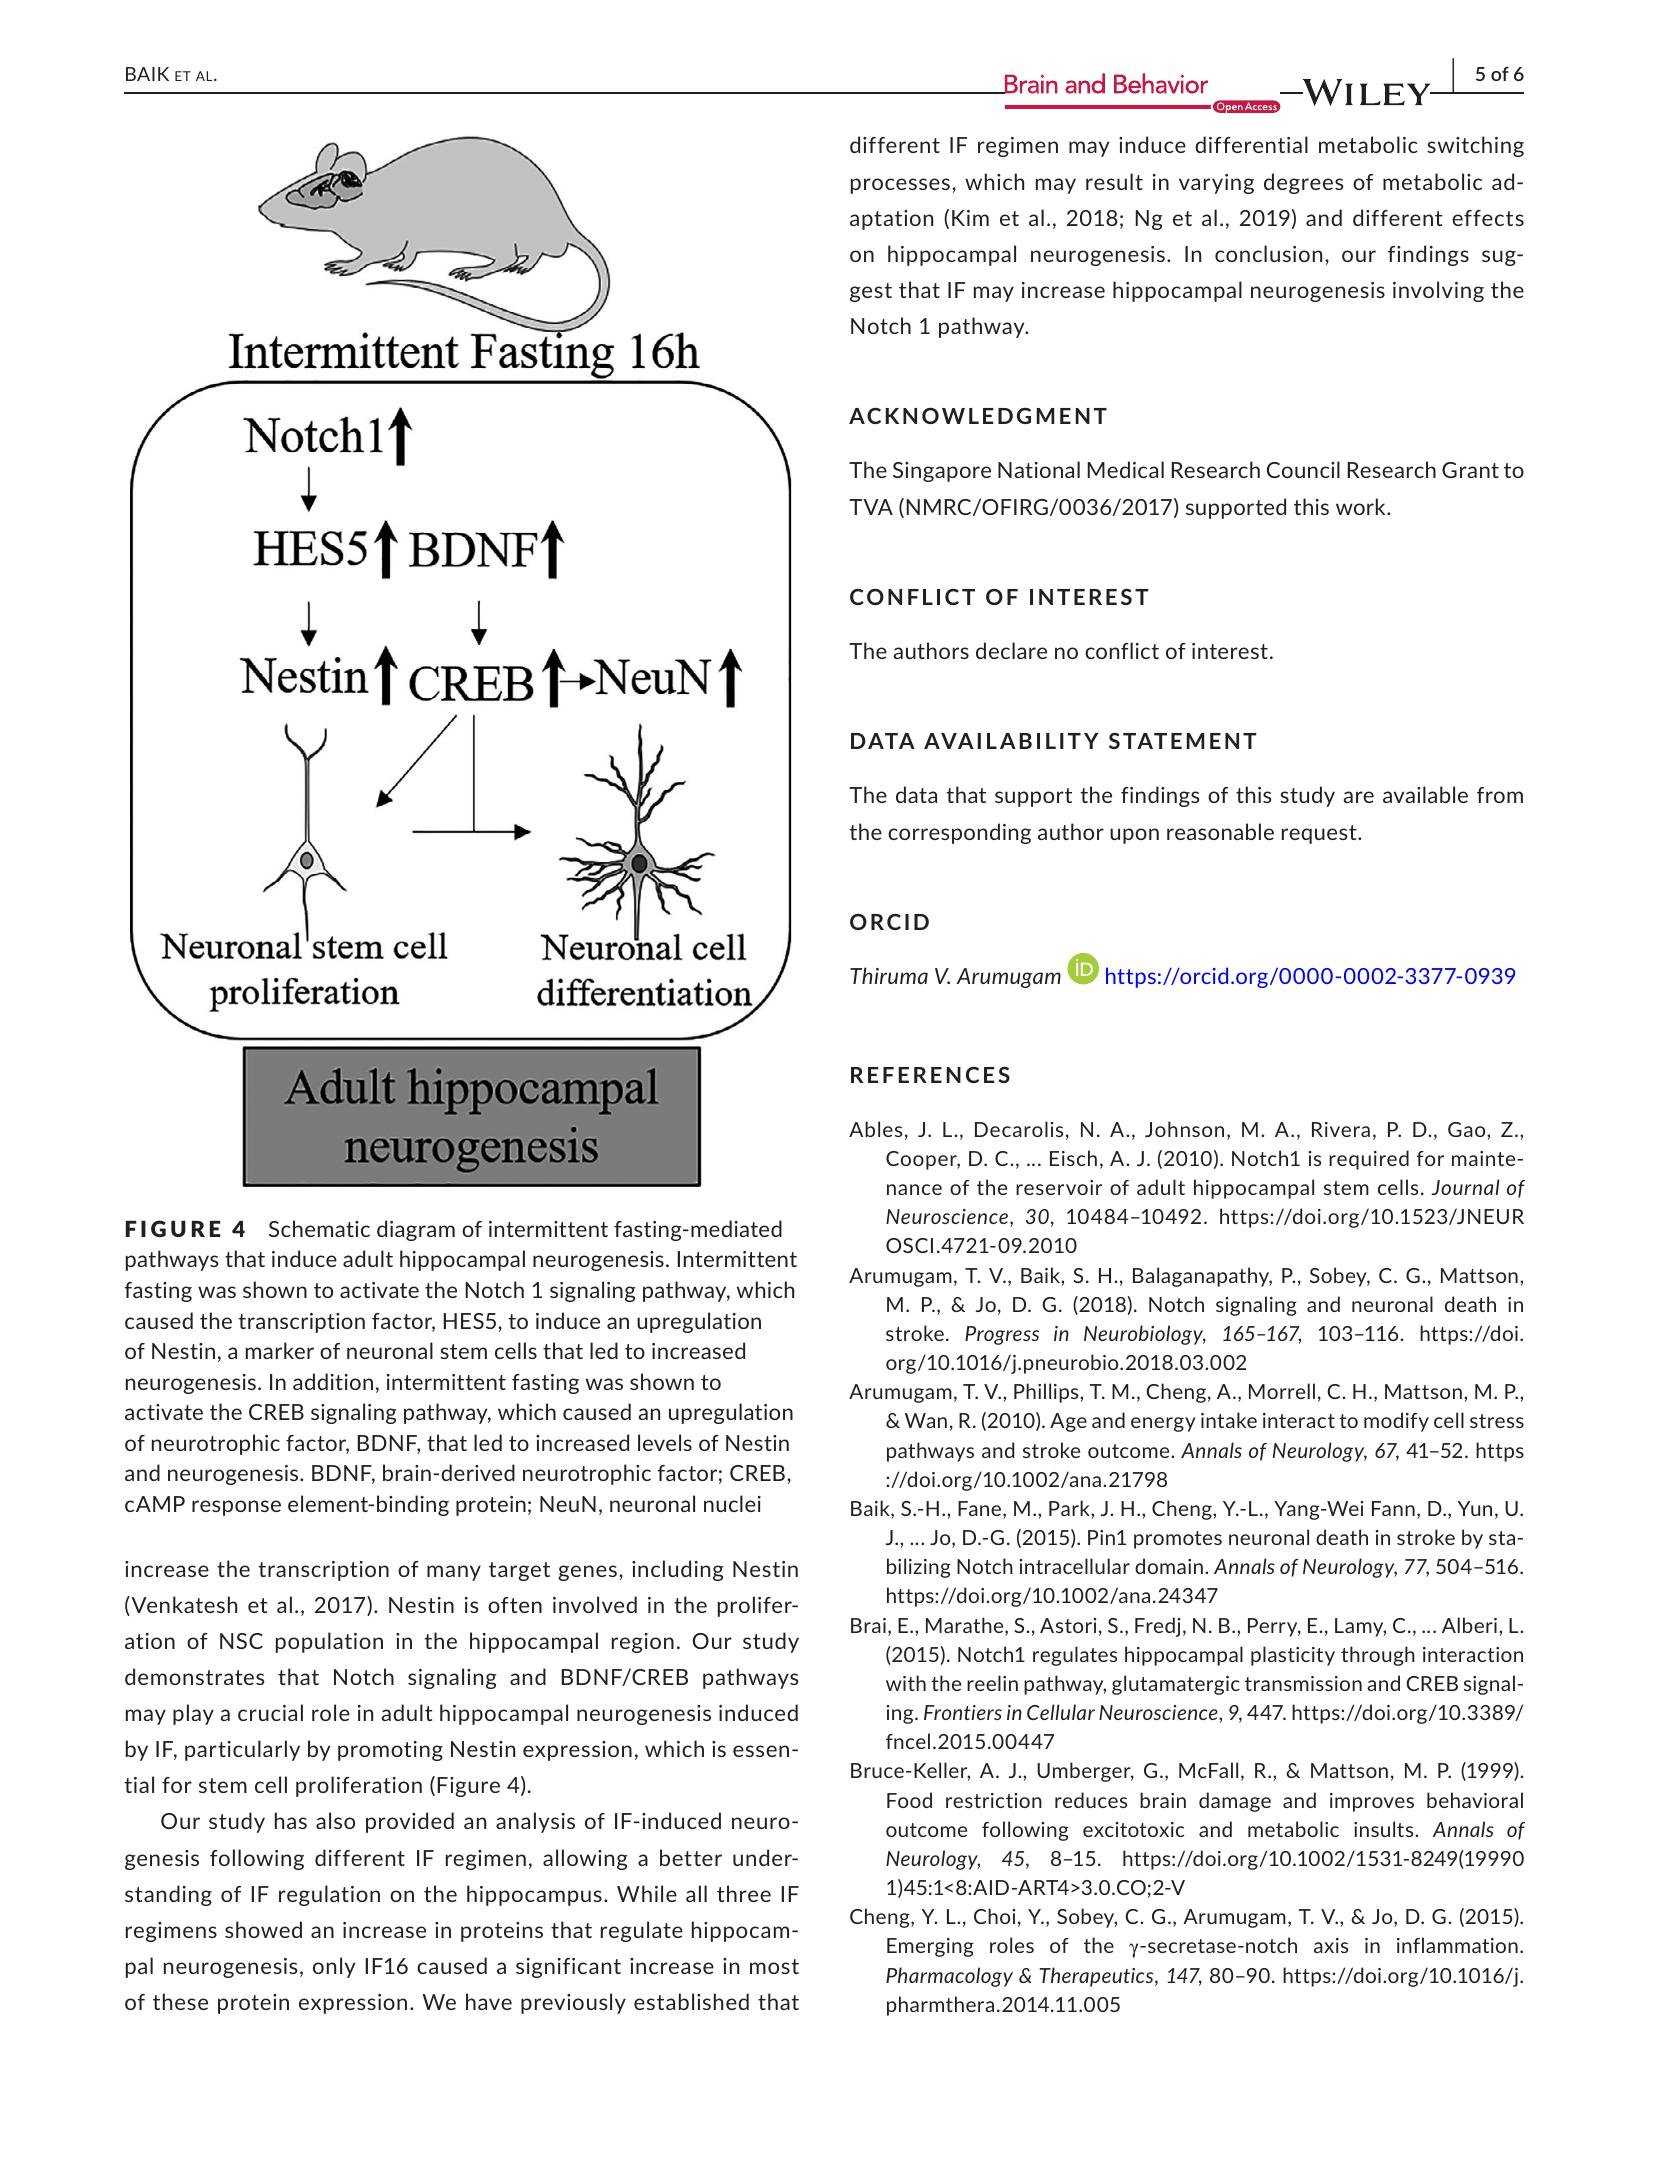 BAIK ET AL.
Brain and Behavior
Open Access
WILEY
5 of 6
Intermittent Fasting 16h
Notch1
HES5 BDNF
Nestin CREB NeuN
Neuronal stem cell
proliferation
Neuronal cell
differentiation
Adult hippocampal
neurogenesis
FIGURE 4 Schematic diagram of intermittent fasting-mediated
pathways that induce adult hippocampal neurogenesis. Intermittent
fasting was shown to activate the Notch 1 signaling pathway, which
caused the transcription factor, HES5, to induce an upregulation
of Nestin, a marker of neuronal stem cells that led to increased
neurogenesis. In addition, intermittent fasting was shown to
activate the CREB signaling pathway, which caused an upregulation
of neurotrophic factor, BDNF, that led to increased levels of Nestin
and neurogenesis. BDNF, brain-derived neurotrophic factor; CREB,
cAMP response element-binding protein; NeuN, neuronal nuclei
increase the transcription of many target genes, including Nestin
(Venkatesh et al., 2017). Nestin is often involved in the prolifer-
ation of NSC population in the hippocampal region. Our study
demonstrates that Notch signaling and BDNF/CREB pathways
may play a crucial role in adult hippocampal neurogenesis induced
by IF, particularly by promoting Nestin expression, which is essen-
tial for stem cell proliferation (Figure 4).
Our study has also provided an analysis of IF-induced neuro-
genesis following different IF regimen, allowing a better under-
standing of IF regulation on the hippocampus. While all three IF
regimens showed an increase in proteins that regulate hippocam-
pal neurogenesis, only IF16 caused a significant increase in most
of these protein expression. We have previously established that
different IF regimen may induce differential metabolic switching
processes, which may result in varying degrees of metabolic ad-
aptation (Kim et al., 2018; Ng et al., 2019) and different effects
on hippocampal neurogenesis. In conclusion, our findings sug-
gest that IF may increase hippocampal neurogenesis involving the
Notch 1 pathway.
ACKNOWLEDGMENT
The Singapore National Medical Research Council Research Grant to
TVA (NMRC/OFIRG/0036/2017) supported this work.
CONFLICT OF INTEREST
The authors declare no conflict of interest.
DATA AVAILABILITY STATEMENT
The data that support the findings of this study are available from
the corresponding author upon reasonable request.
ORCID
Thiruma V. Arumugam iD https://orcid.org/0000-0002-3377-0939
REFERENCES
Ables, J. L., Decarolis, N. A., Johnson, M. A., Rivera, P. D., Gao, Z.,
Cooper, D. C., ... Eisch, A. J. (2010). Notch1 is required for mainte-
nance of the reservoir of adult hippocampal stem cells. Journal of
Neuroscience, 30, 10484–10492. https://doi.org/10.1523/JNEUR
OSCI.4721-09.2010
Arumugam, T. V., Baik, S. H., Balaganapathy, P., Sobey, C. G., Mattson,
M. P., & Jo, D. G. (2018). Notch signaling and neuronal death in
stroke. Progress in Neurobiology, 165–167, 103–116. https://doi.
org/10.1016/j.pneurobio.2018.03.002
Arumugam, T. V., Phillips, T. M., Cheng, A., Morrell, C. H., Mattson, M. P.,
& Wan, R. (2010). Age and energy intake interact to modify cell stress
pathways and stroke outcome. Annals of Neurology, 67, 41–52. https
://doi.org/10.1002/ana.21798
Baik, S.-H., Fane, M., Park, J. H., Cheng, Y.-L., Yang-Wei Fann, D., Yun, U.
J., ... Jo, D.-G. (2015). Pin1 promotes neuronal death in stroke by sta-
bilizing Notch intracellular domain. Annals of Neurology, 77, 504–516.
https://doi.org/10.1002/ana.24347
Brai, E., Marathe, S., Astori, S., Fredj, N. B., Perry, E., Lamy, C., ... Alberi, L.
(2015). Notch1 regulates hippocampal plasticity through interaction
with the reelin pathway, glutamatergic transmission and CREB signal-
ing. Frontiers in Cellular Neuroscience, 9, 447. https://doi.org/10.3389/
fncel.2015.00447
Bruce-Keller, A. J., Umberger, G., McFall, R., & Mattson, M. P. (1999).
Food restriction reduces brain damage and improves behavioral
outcome following excitotoxic and metabolic insults. Annals of
Neurology, 45, 8–15. https://doi.org/10.1002/1531-8249(19990
1)45:1<8:AID-ART4>3.0.CO;2-V
Cheng, Y. L., Choi, Y., Sobey, C. G., Arumugam, T. V., & Jo, D. G. (2015).
Emerging roles of the γ-secretase-notch axis in inflammation.
Pharmacology & Therapeutics, 147, 80–90. https://doi.org/10.1016/j.
pharmthera.2014.11.005